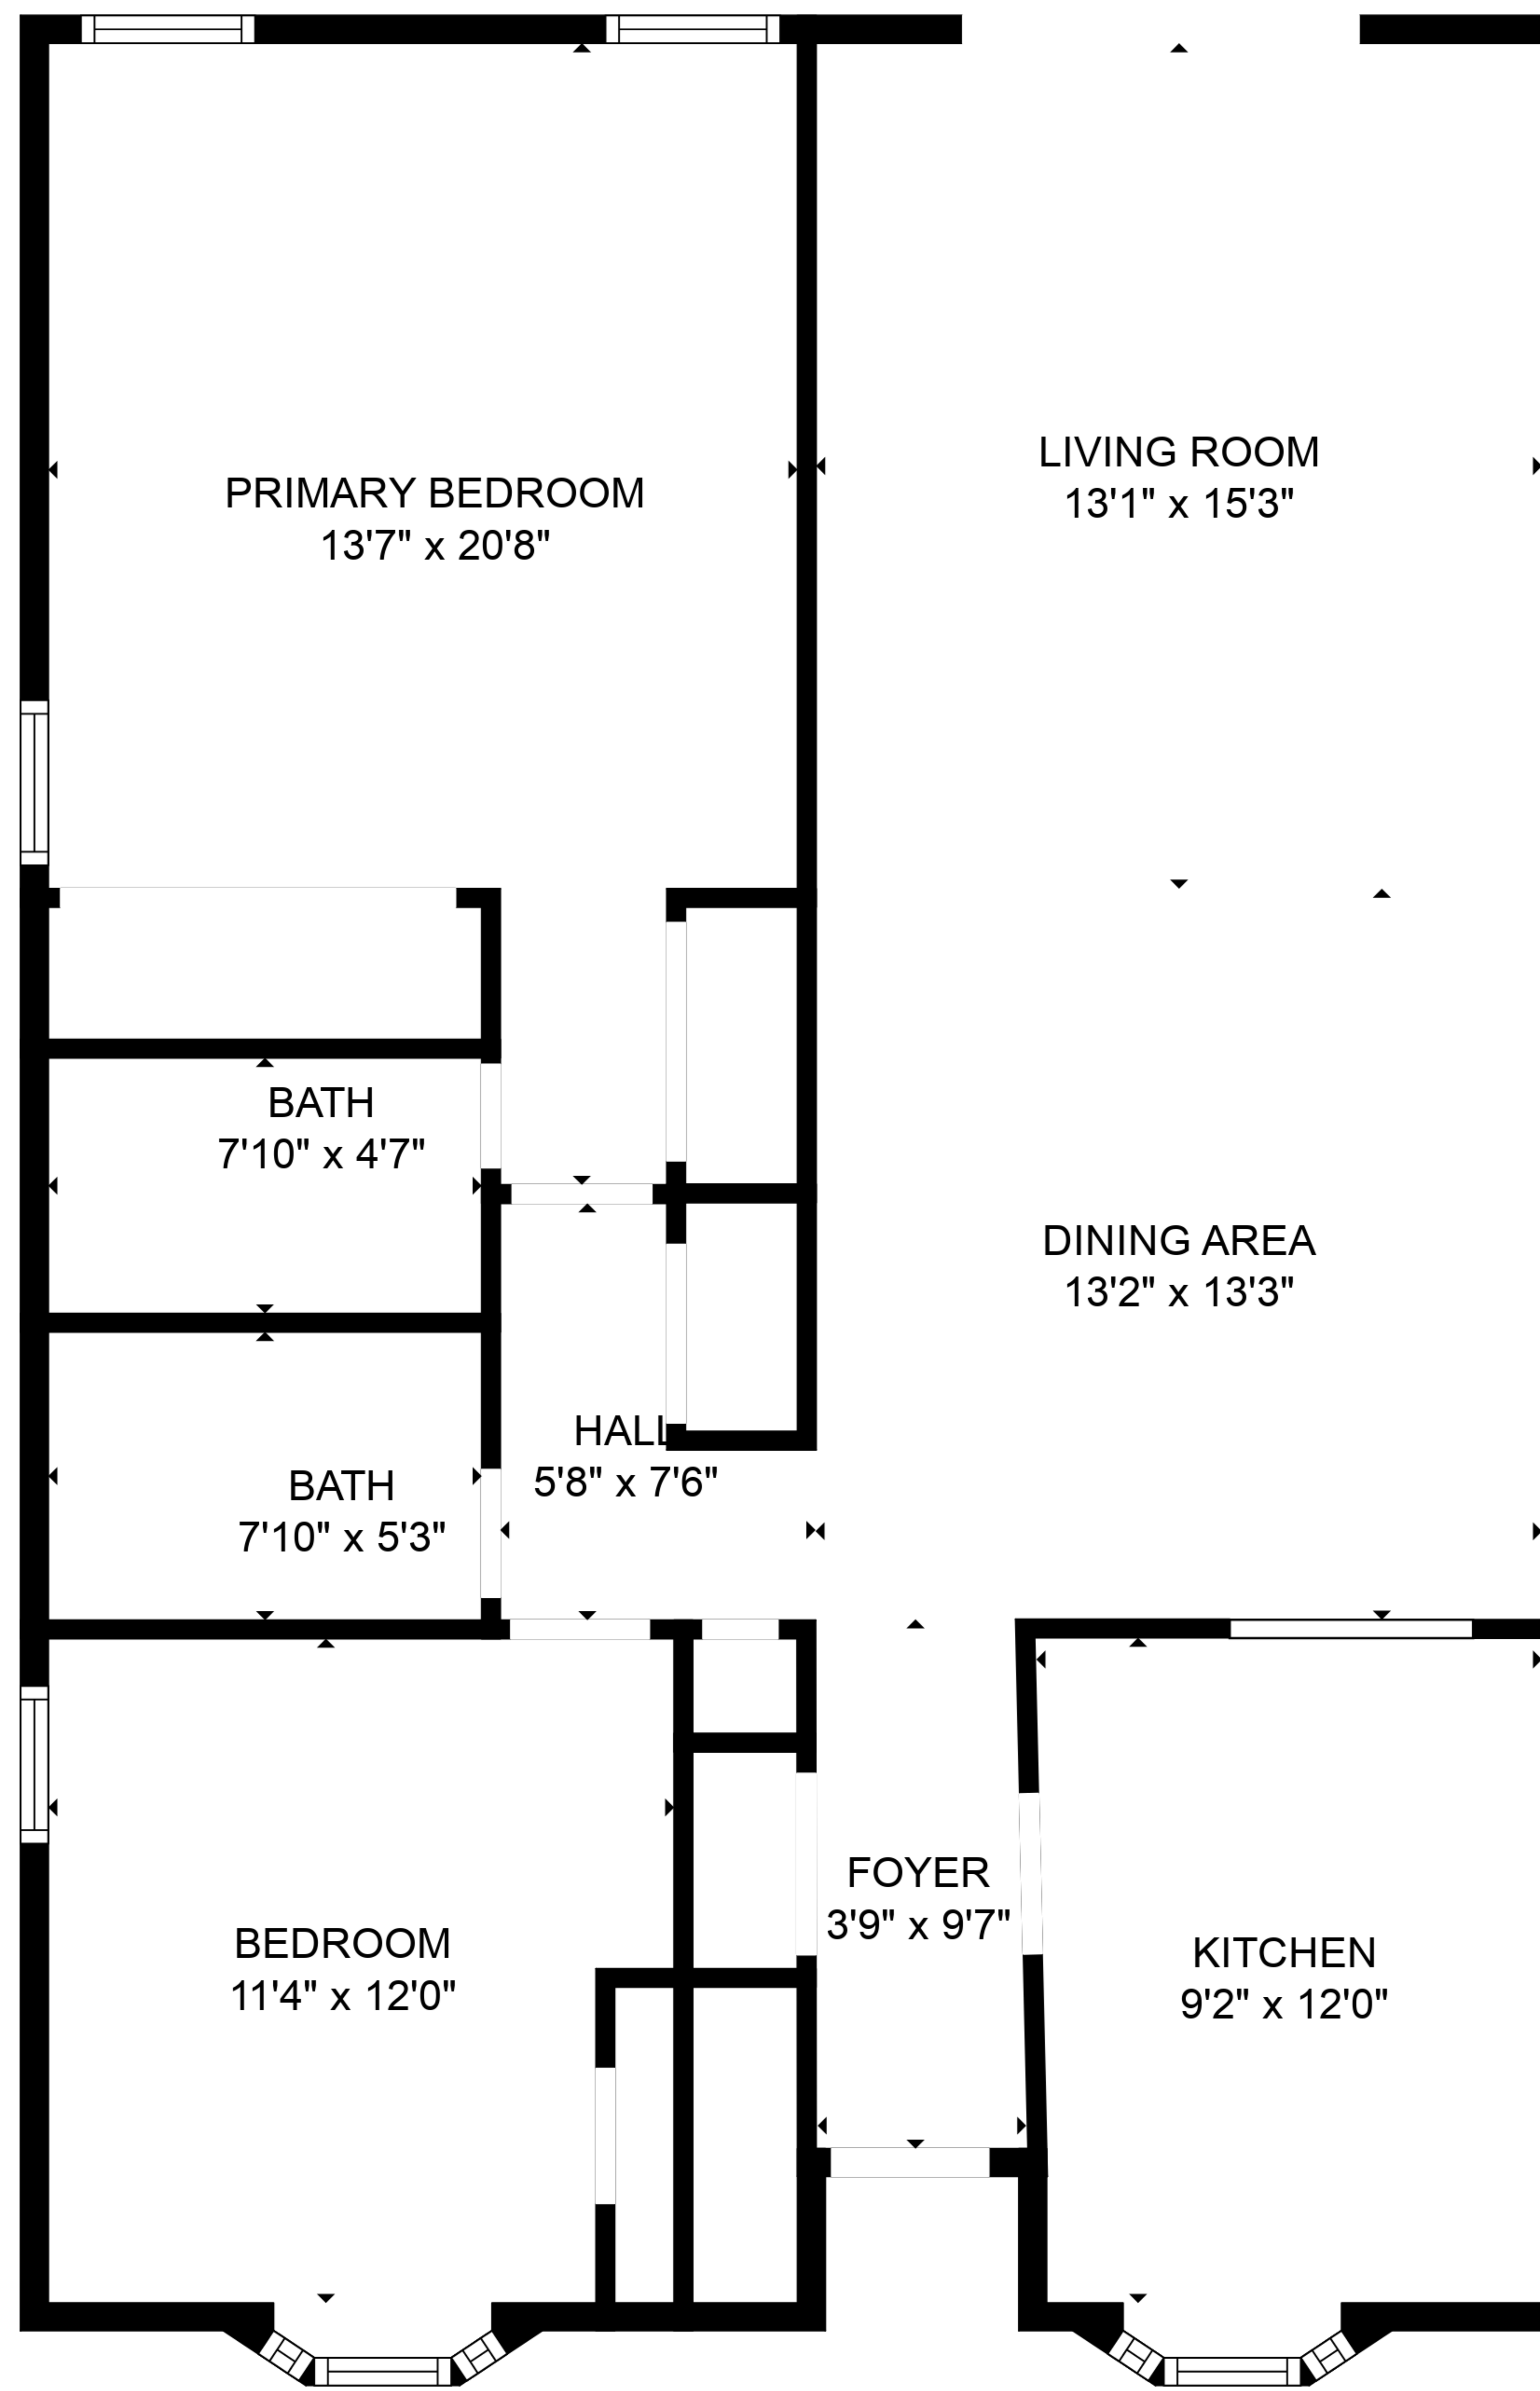 PRIMARY BEDROOM
13'7" x 20'8"
LIVING ROOM
13'1" x 15'3"
BATH
7'10" x 4'7"
DINING AREA
13'2" x 13'3"
HALL
5'8" x 7'6"
BATH
7'10" x 5'3"
FOYER
3'9" x 9'7"
BEDROOM
11'4" x 12'0"
KITCHEN
9'2" x 12'0"